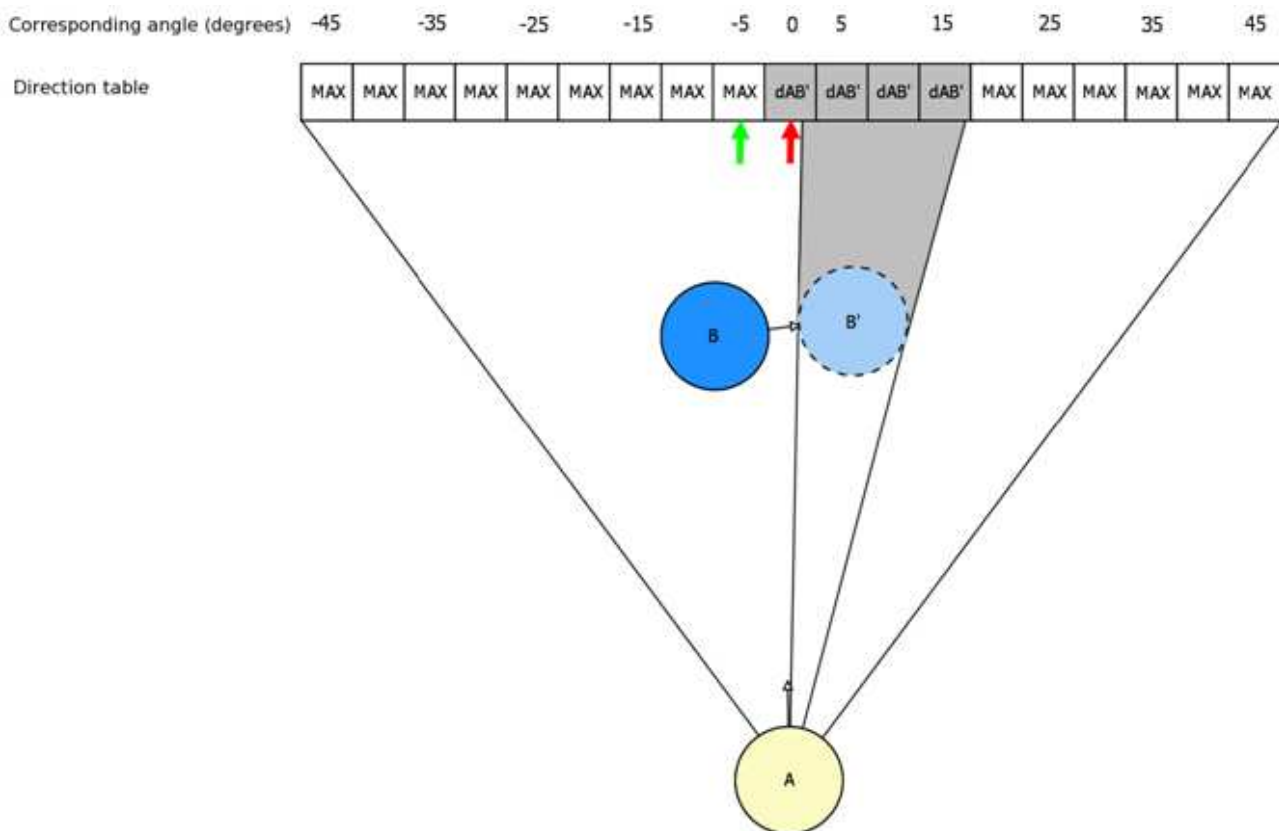 Corresponding angle (degrees) -45 -35 -25 -15 -5 0 5 15 25 35 45
Direction table MAX MAX MAX MAX MAX MAX MAX MAX MAX dAB' dAB' dAB' dAB' MAX MAX MAX MAX MAX MAX
B B'
A